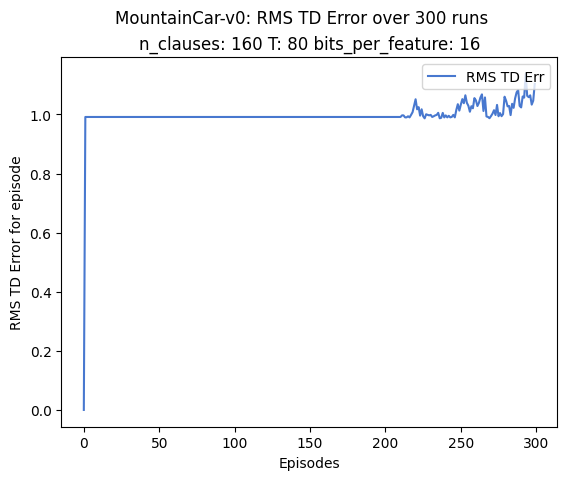 MountainCar-v0: RMS TD Error over 300 runs
n_clauses: 160 T: 80 bits_per_feature: 16
RMS TD Err
RMS TD Error for episode
1.0
0.8
0.6
0.4
0.2
0.0
0 50 100 150 200 250 300
Episodes